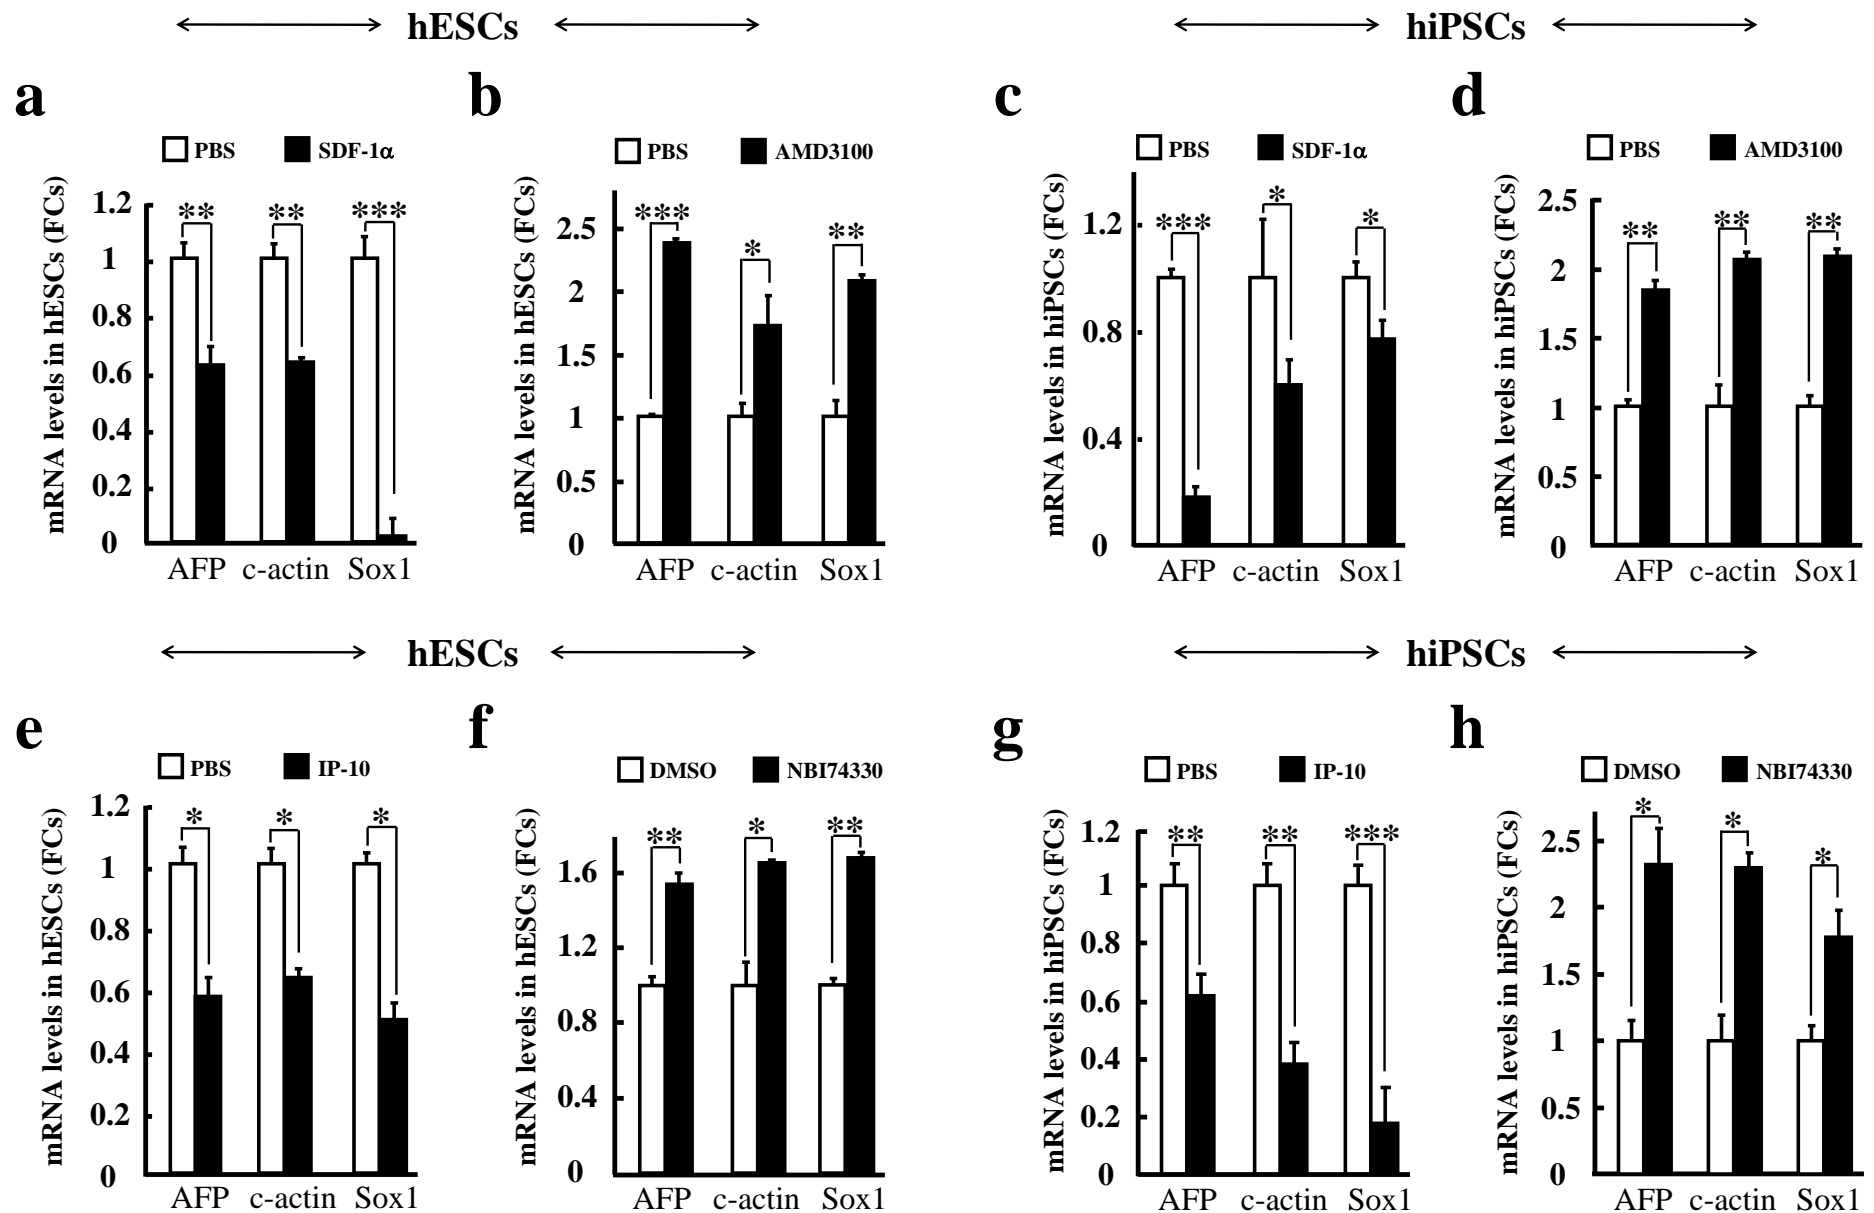 hESCs
hiPSCs
a
b
c
d
PBS
SDF-1α
PBS
AMD3100
PBS
SDF-1α
PBS
AMD3100
mRNA levels in hESCs (FCs)
1.2
1
0.8
0.6
0.4
0.2
0
** ** ***
AFP c-actin Sox1
mRNA levels in hESCs (FCs)
2.5
2
1.5
1
0.5
0
*** * **
AFP c-actin Sox1
mRNA levels in hiPSCs (FCs)
1.2
0.8
0.4
0
*** * *
AFP c-actin Sox1
mRNA levels in hiPSCs (FCs)
2.5
2
1.5
1
0.5
0
** ** **
AFP c-actin Sox1
hESCs
hiPSCs
e
f
g
h
PBS
IP-10
DMSO
NBI74330
PBS
IP-10
DMSO
NBI74330
mRNA levels in hESCs (FCs)
1.2
1
0.8
0.6
0.4
0.2
0
* * *
AFP c-actin Sox1
mRNA levels in hESCs (FCs)
1.6
1.2
0.8
0.4
0
** * **
AFP c-actin Sox1
mRNA levels in hiPSCs (FCs)
1.2
1
0.8
0.6
0.4
0.2
0
** ** ***
AFP c-actin Sox1
mRNA levels in hiPSCs (FCs)
2.5
2
1.5
1
0.5
0
* * *
AFP c-actin Sox1